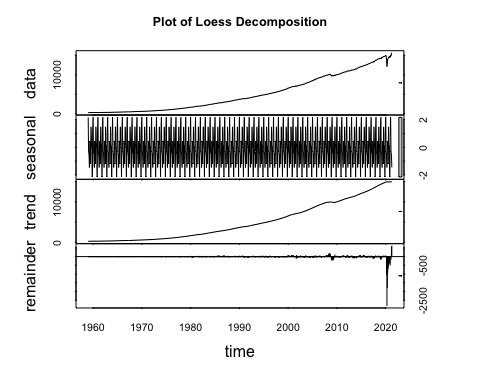 Plot of Loess Decomposition
data
0 10000
seasonal
-2 0 2
trend
0 10000
remainder
-2500 -500
1960 1970 1980 1990 2000 2010 2020
time